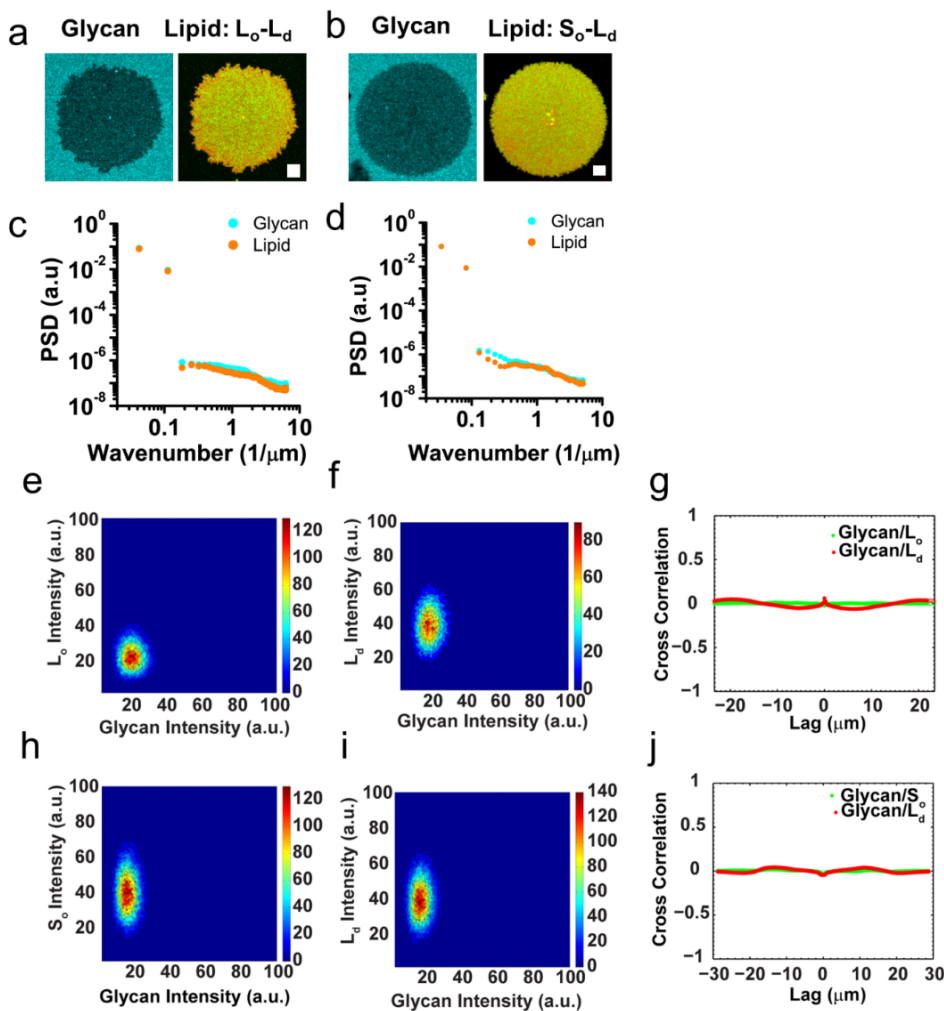 a Glycan Lipid: Lo-Ld b Glycan Lipid: So-Ld
c d
10^0 Glycan 10^0 Glycan
Lipid Lipid
10^-2 10^-2
PSD (a.u) PSD (a.u)
10^-4 10^-4
10^-6 10^-6
10^-8 10^-8
0.1 1 10 0.1 1 10
Wavenumber (1/μm) Wavenumber (1/μm)
e f g
Lo Intensity (a.u.)
100 80 60 40 20
20 40 60 80 100
Glycan Intensity (a.u.)
120 100 80 60 40 20 0
Ld Intensity (a.u.)
100 80 60 40 20
20 40 60 80 100
Glycan Intensity (a.u.)
80 60 40 20 0
Cross Correlation
1 0.5 0 −0.5 −1
Glycan/Lo
Glycan/Ld
−20 −10 0 10 20
Lag (μm)
h i j
So Intensity (a.u.)
100 80 60 40 20
20 40 60 80 100
Glycan Intensity (a.u.)
120 100 80 60 40 20 0
Ld Intensity (a.u.)
100 80 60 40 20
20 40 60 80 100
Glycan Intensity (a.u.)
140 120 100 80 60 40 20 0
Cross Correlation
1 0.5 0 −0.5 −1
Glycan/So
Glycan/Ld
−30 −20 −10 0 10 20 30
Lag (μm)